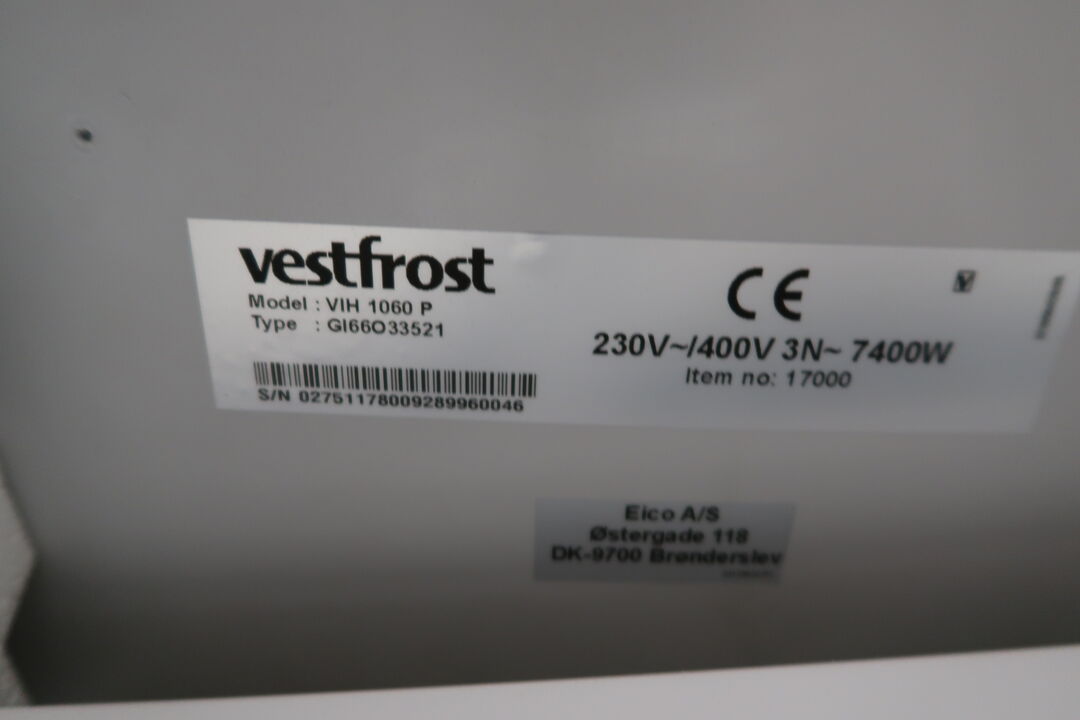 vestfrost
Model : VIH 1060 P
Type : GI66O33521
S/N 02751178009289960046
CE
230V~/400V 3N~ 7400W
Item no: 17000
Eico A/S
Østergade 118
DK-9700 Brønderslev